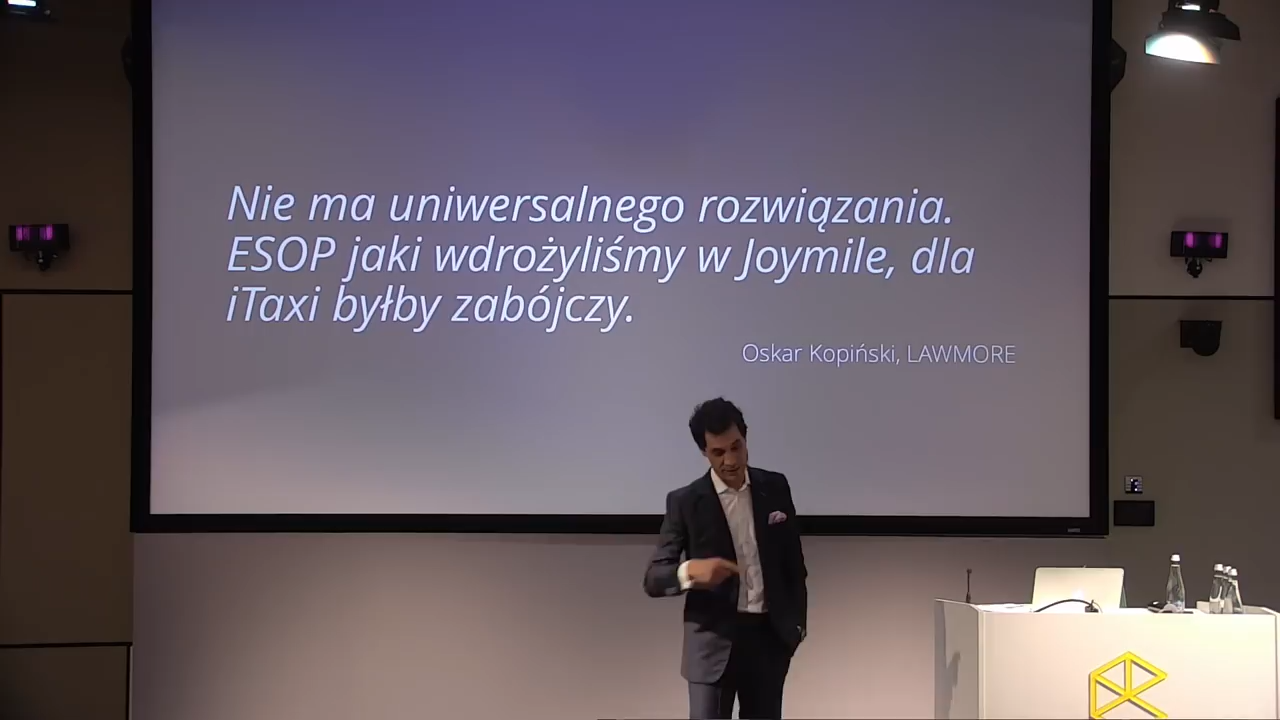 Nie ma uniwersalnego rozwiązania.
ESOP jaki wdrożyliśmy w Joymile, dla
iTaxi byłby zabójczy.
Oskar Kopiński, LAWMORE